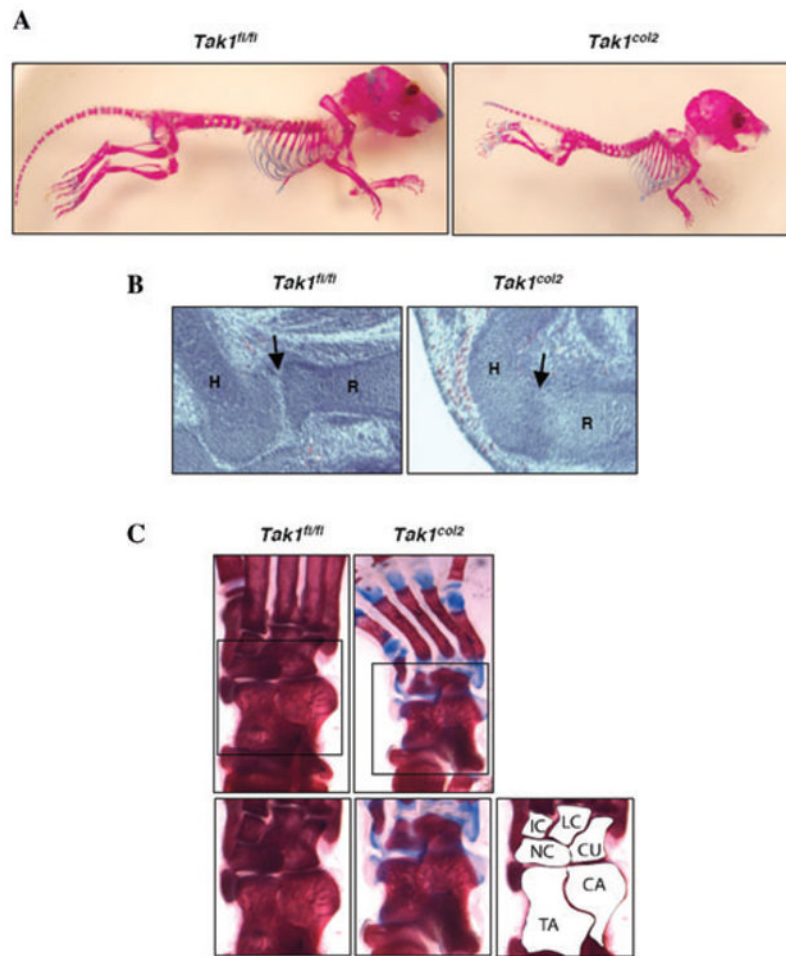 A
Tak1fl/fl Tak1col2
B
Tak1fl/fl Tak1col2
H R H R
C
Tak1fl/fl Tak1col2
IC LC
NC CU
CA
TA